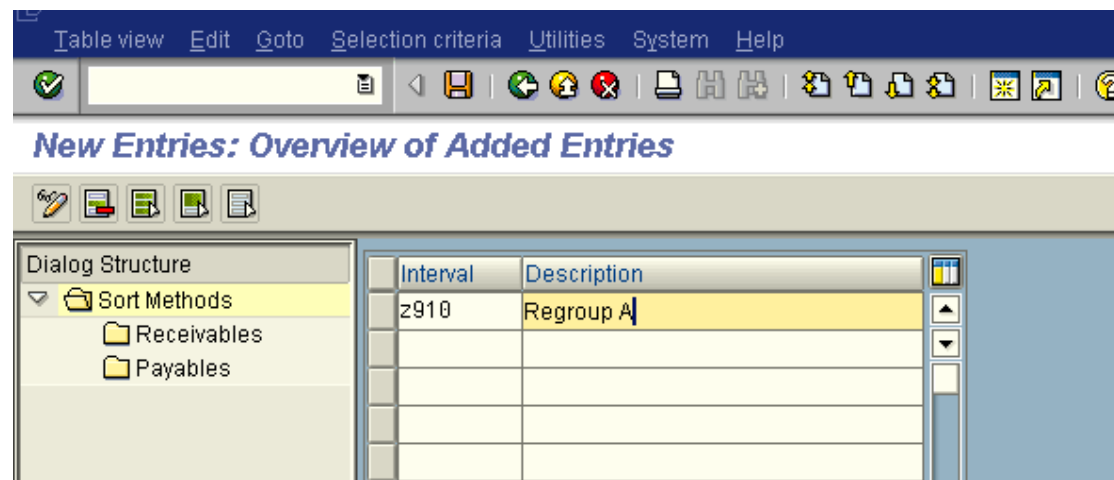 Table view Edit Goto Selection criteria Utilities System Help
New Entries: Overview of Added Entries
Dialog Structure
Sort Methods
Receivables
Payables
Interval Description
z910 Regroup A